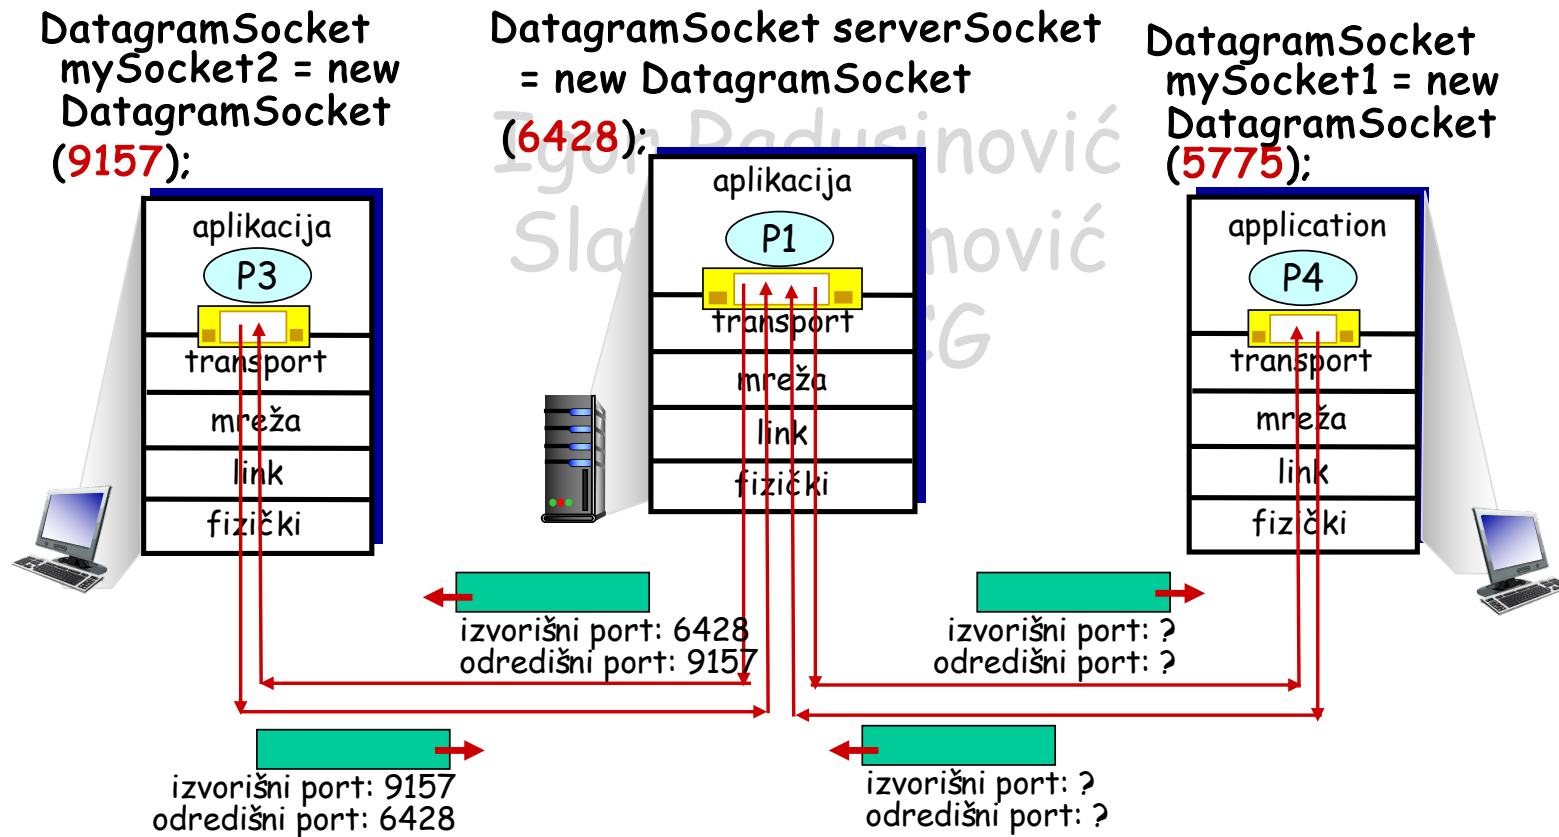 DatagramSocket
mySocket2 = new
DatagramSocket
(9157);
DatagramSocket serverSocket
= new DatagramSocket
(6428);
DatagramSocket
mySocket1 = new
DatagramSocket
(5775);
Igor Radusinović
aplikacija
P3
transport
mreža
link
fizički
aplikacija
P1
transport
mreža
link
fizički
application
P4
transport
mreža
link
fizički
izvorišni port: 6428
odredišni port: 9157
izvorišni port: ?
odredišni port: ?
izvorišni port: 9157
odredišni port: 6428
izvorišni port: ?
odredišni port: ?